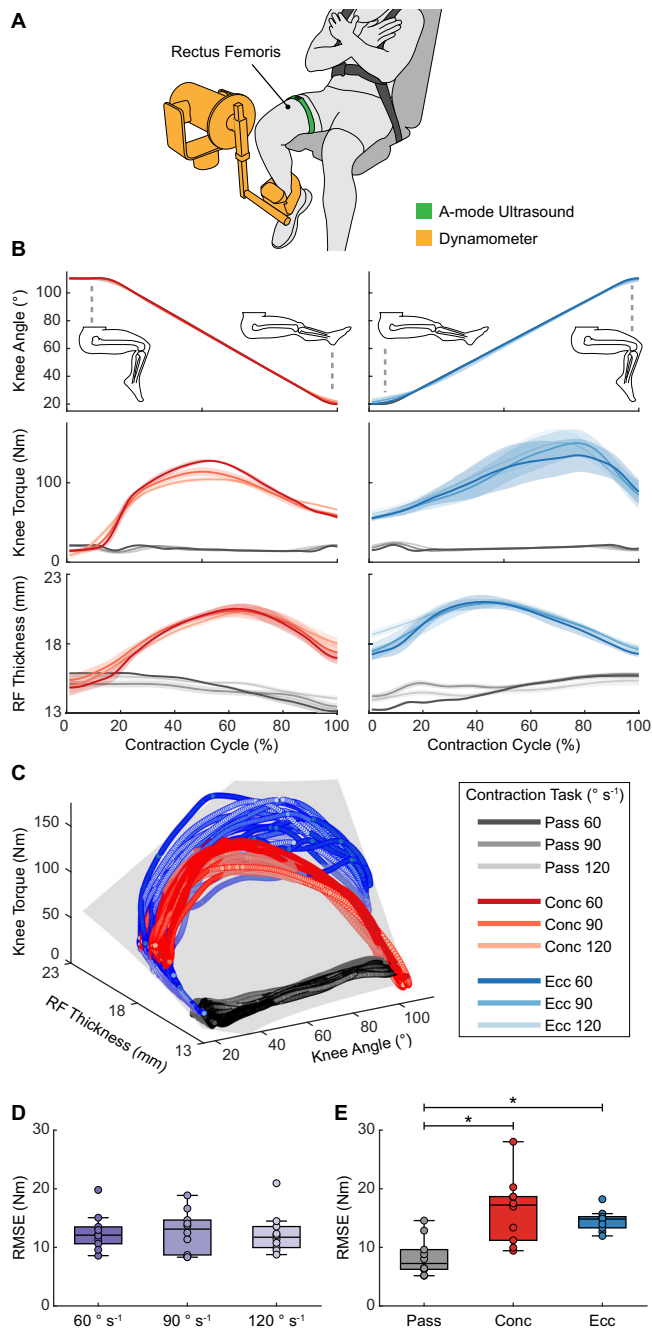 A
Rectus Femoris
A-mode Ultrasound
Dynamometer
B
Knee Angle (°)
100
80
60
40
20
Knee Torque (Nm)
100
0
RF Thickness (mm)
23
18
13
0 20 40 60 80 100
0 20 40 60 80 100
Contraction Cycle (%)
Contraction Cycle (%)
C
Knee Torque (Nm)
150
100
50
0
23
18
13
RF Thickness (mm)
20 40 60 80 100
Knee Angle (°)
Contraction Task (° s⁻¹)
Pass 60
Pass 90
Pass 120
Conc 60
Conc 90
Conc 120
Ecc 60
Ecc 90
Ecc 120
D
RMSE (Nm)
30
20
10
0
60 ° s⁻¹ 90 ° s⁻¹ 120 ° s⁻¹
E
RMSE (Nm)
30
20
10
0
*
*
Pass Conc Ecc